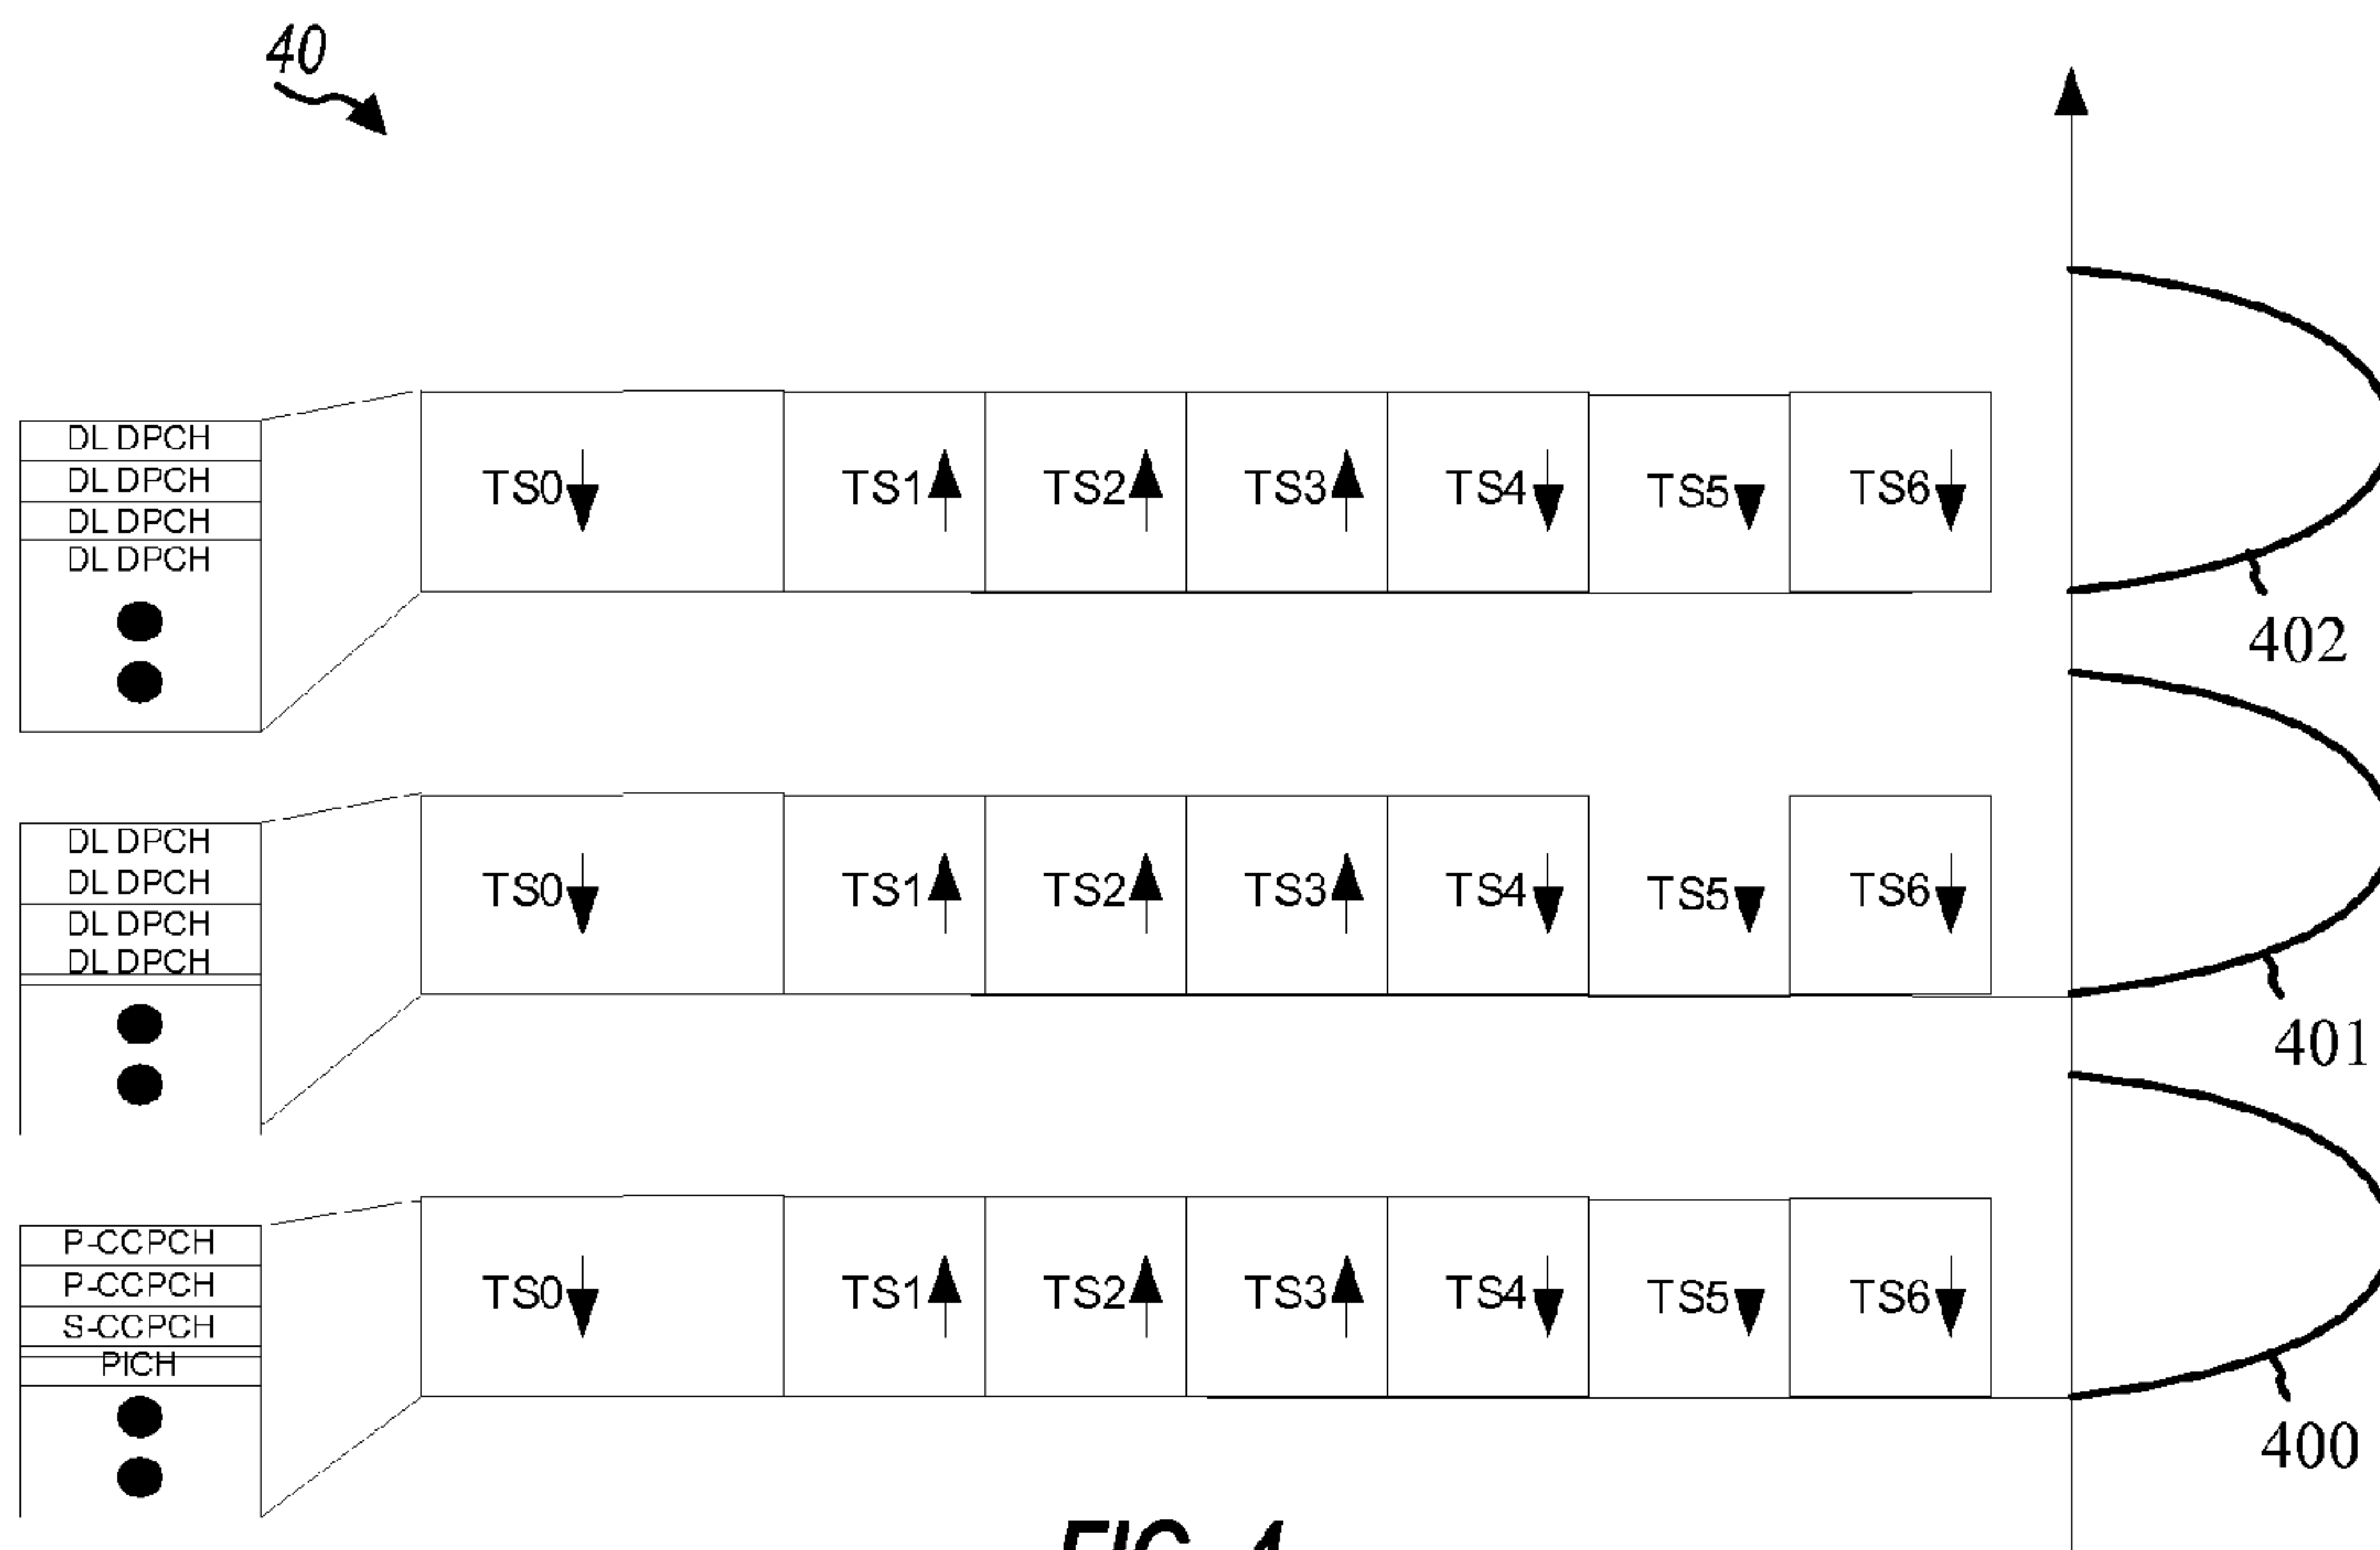 40
DL DPCH
DL DPCH
DL DPCH
DL DPCH
TS0 TS1 TS2 TS3 TS4 TS5 TS6
402
DL DPCH
DL DPCH
DL DPCH
DL DPCH
TS0 TS1 TS2 TS3 TS4 TS5 TS6
401
P-CCPCH
P-CCPCH
S-CCPCH
PICH
TS0 TS1 TS2 TS3 TS4 TS5 TS6
400
FIG. 4